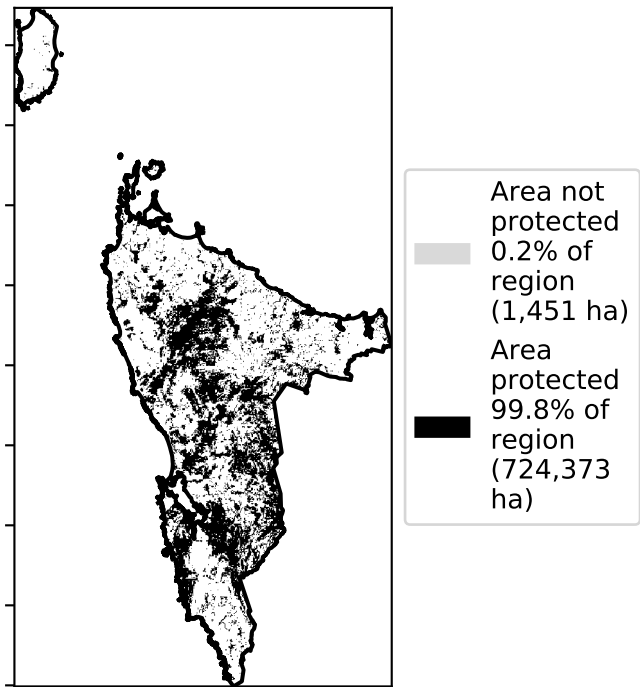 Area not
protected
0.2% of
region
(1,451 ha)
Area
protected
99.8% of
region
(724,373
ha)